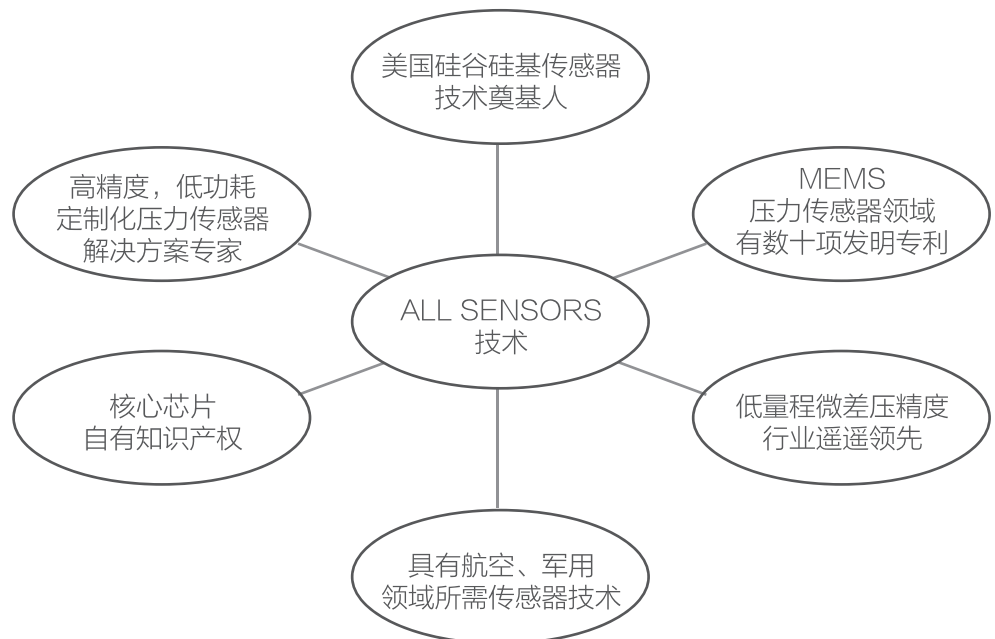 美国硅谷硅基传感器
技术奠基人
高精度，低功耗
定制化压力传感器
解决方案专家
MEMS
压力传感器领域
有数十项发明专利
ALL SENSORS
技术
核心芯片
自有知识产权
低量程微差压精度
行业遥遥领先
具有航空、军用
领域所需传感器技术